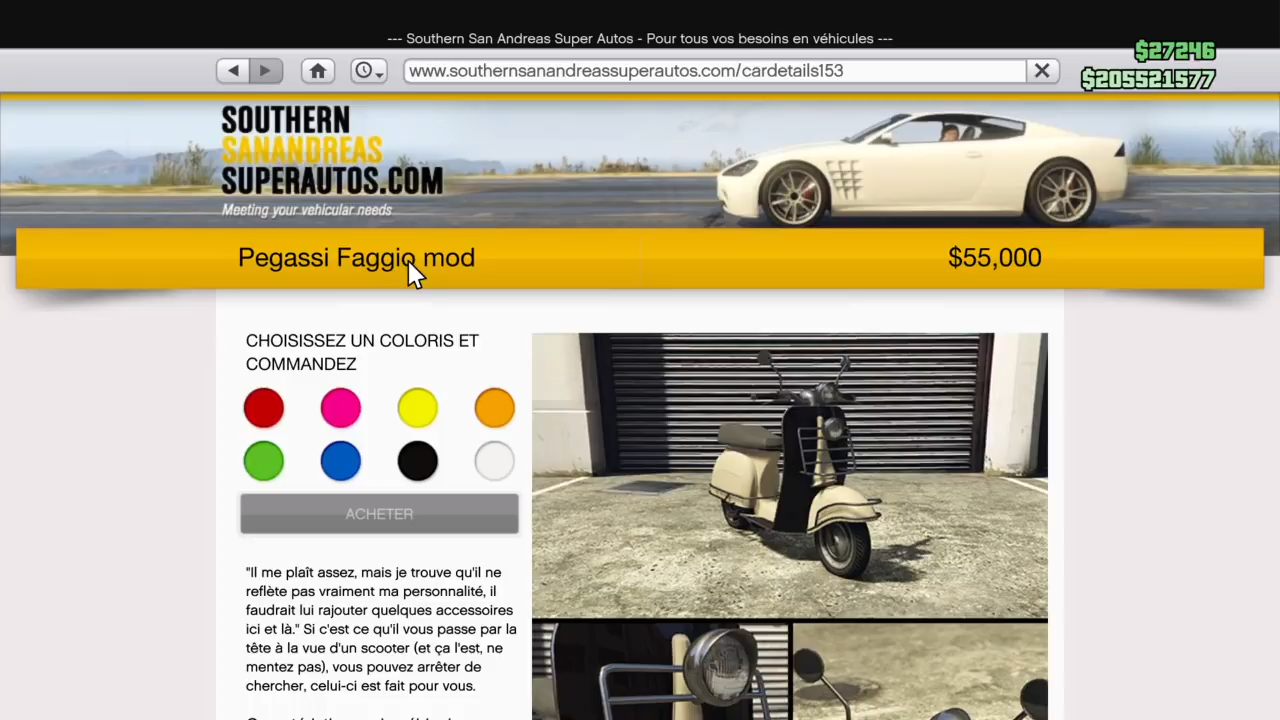 --- Southern San Andreas Super Autos - Pour tous vos besoins en véhicules ---
$27246
www.southernsanandreassuperautos.com/cardetails153
$205521577
SOUTHERN
SANANDREAS
SUPERAUTOS.COM
Meeting your vehicular needs
Pegassi Faggio mod
$55,000
CHOISISSEZ UN COLORIS ET
COMMANDEZ
ACHETER
"Il me plaît assez, mais je trouve qu'il ne
reflète pas vraiment ma personnalité, il
faudrait lui rajouter quelques accessoires
ici et là." Si c'est ce qu'il vous passe par la
tête à la vue d'un scooter (et ça l'est, ne
mentez pas), vous pouvez arrêter de
chercher, celui-ci est fait pour vous.